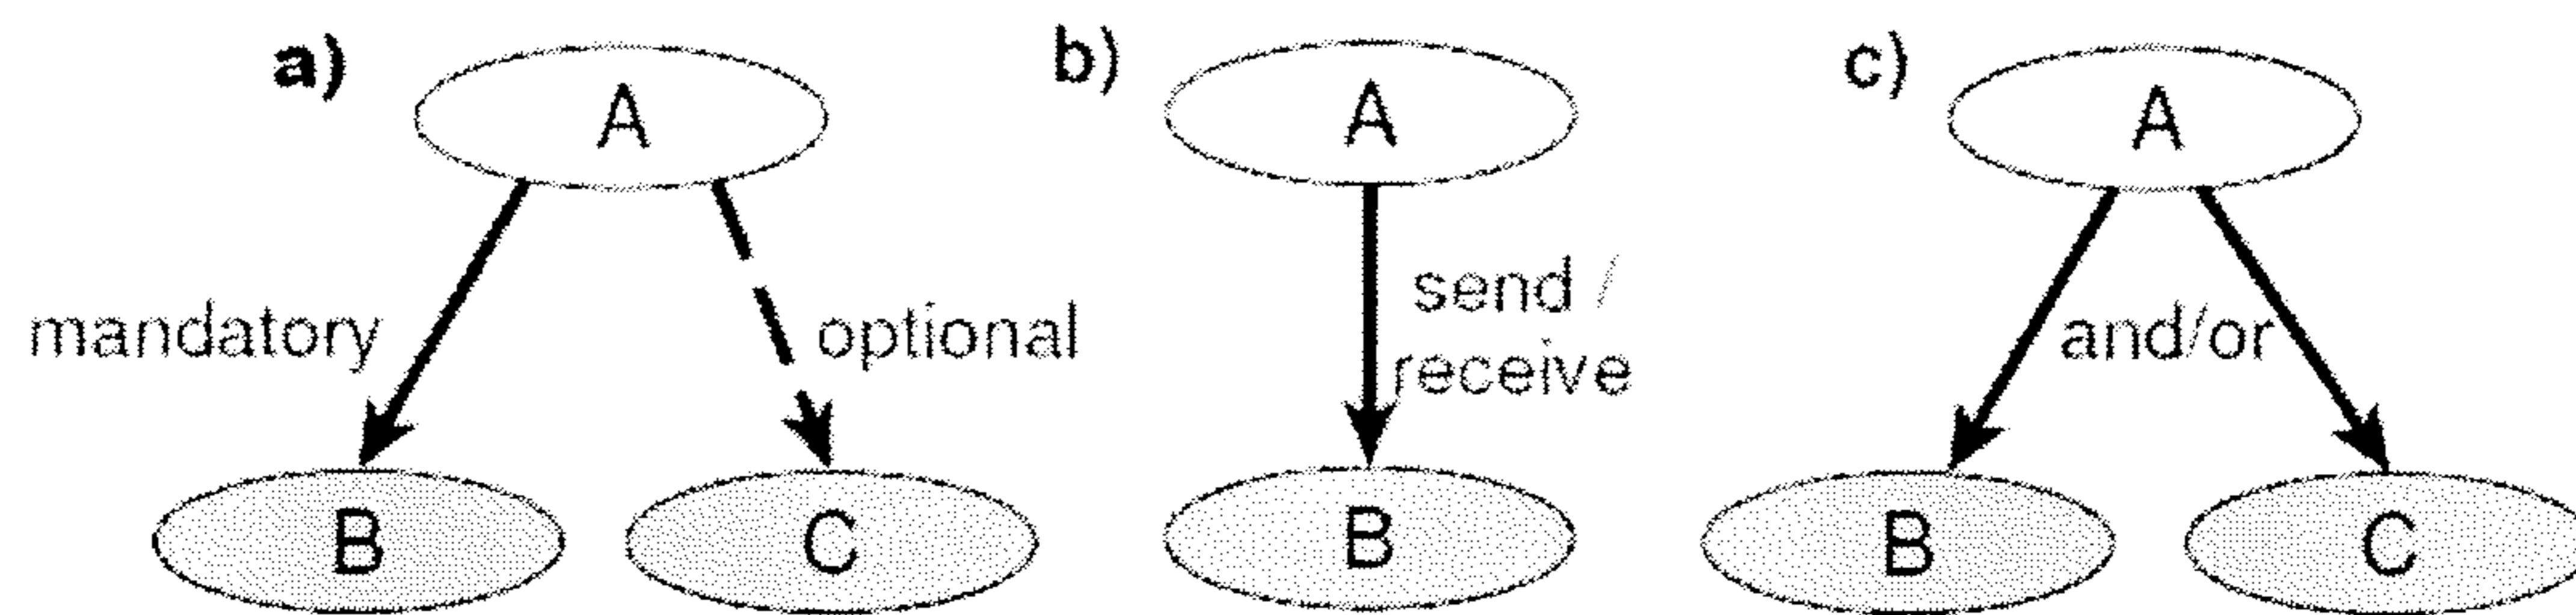 a)
A
mandatory
optional
B
C
b)
A
send /
receive
B
c)
A
and/or
B
C